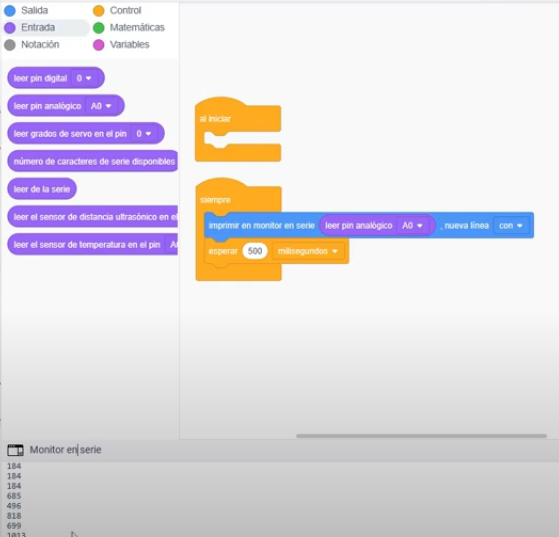 Salida
Control
Entrada
Matemáticas
Notación
Variables
leer pin digital 0
leer pin analógico A0
leer grados de servo en el pin 0
número de caracteres de serie disponibles
leer de la serie
leer el sensor de distancia ultrasónico en el
leer el sensor de temperatura en el pin A
al iniciar
siempre
imprimir en monitor en serie leer pin analógico A0 , nueva línea con
esperar 500 milisegundos
Monitor en serie
184
184
184
685
496
818
699
1013